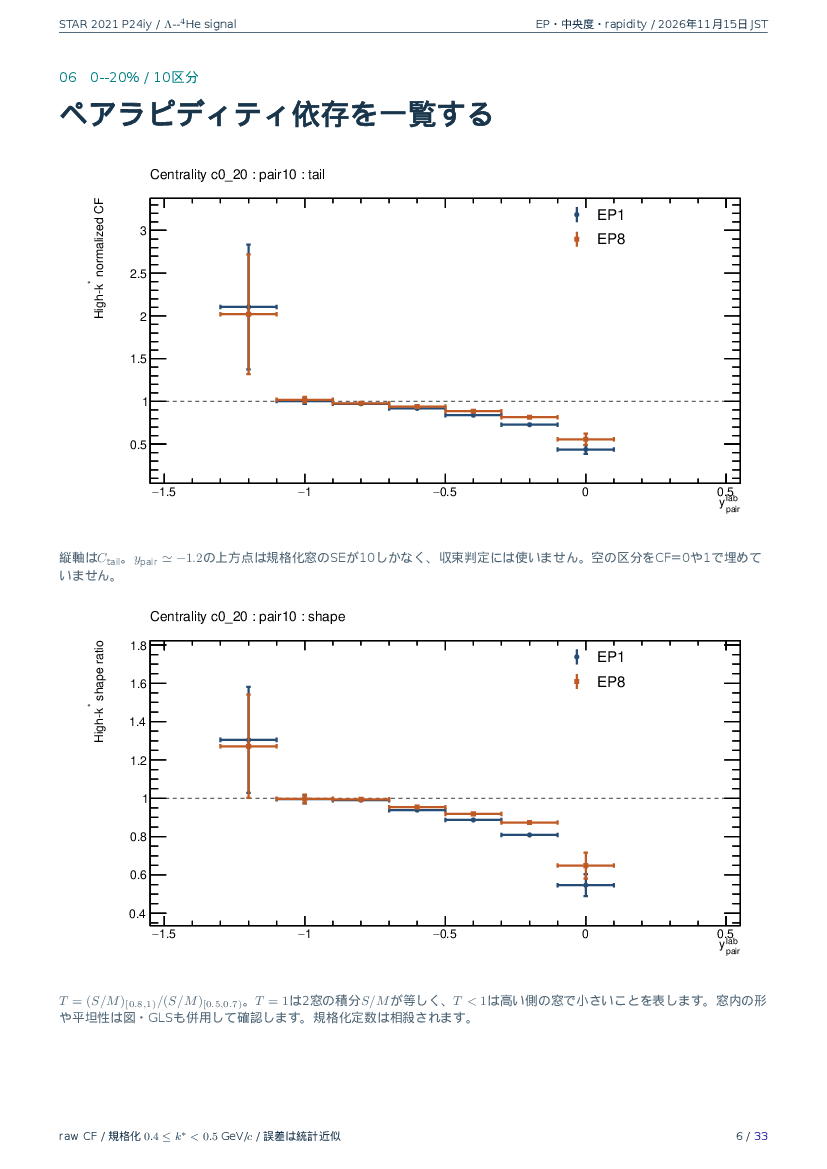 STAR 2021 P24iy / Λ--⁴He signal
EP・中央度・rapidity / 2026年11月15日 JST
06 0--20% / 10区分
ペアラピディティ依存を一覧する
Centrality c0_20 : pair10 : tail
High-k* normalized CF
EP1
EP8
3
2.5
2
1.5
1
0.5
−1.5 −1 −0.5 0 0.5
y^lab_pair
縦軸はC_tail。y_pair ≃ −1.2の上方点は規格化窓のSEが10しかなく、収束判定には使いません。空の区分をCF=0や1で埋めて
いません。
Centrality c0_20 : pair10 : shape
High-k* shape ratio
EP1
EP8
1.8
1.6
1.4
1.2
1
0.8
0.6
0.4
−1.5 −1 −0.5 0 0.5
y^lab_pair
T = (S/M)_[0.8,1)/(S/M)_[0.5,0.7)。T = 1は2窓の積分S/Mが等しく、T < 1は高い側の窓で小さいことを表します。窓内の形
や平坦性は図・GLSも併用して確認します。規格化定数は相殺されます。
raw CF / 規格化 0.4 ≤ k* < 0.5 GeV/c / 誤差は統計近似
6 / 33